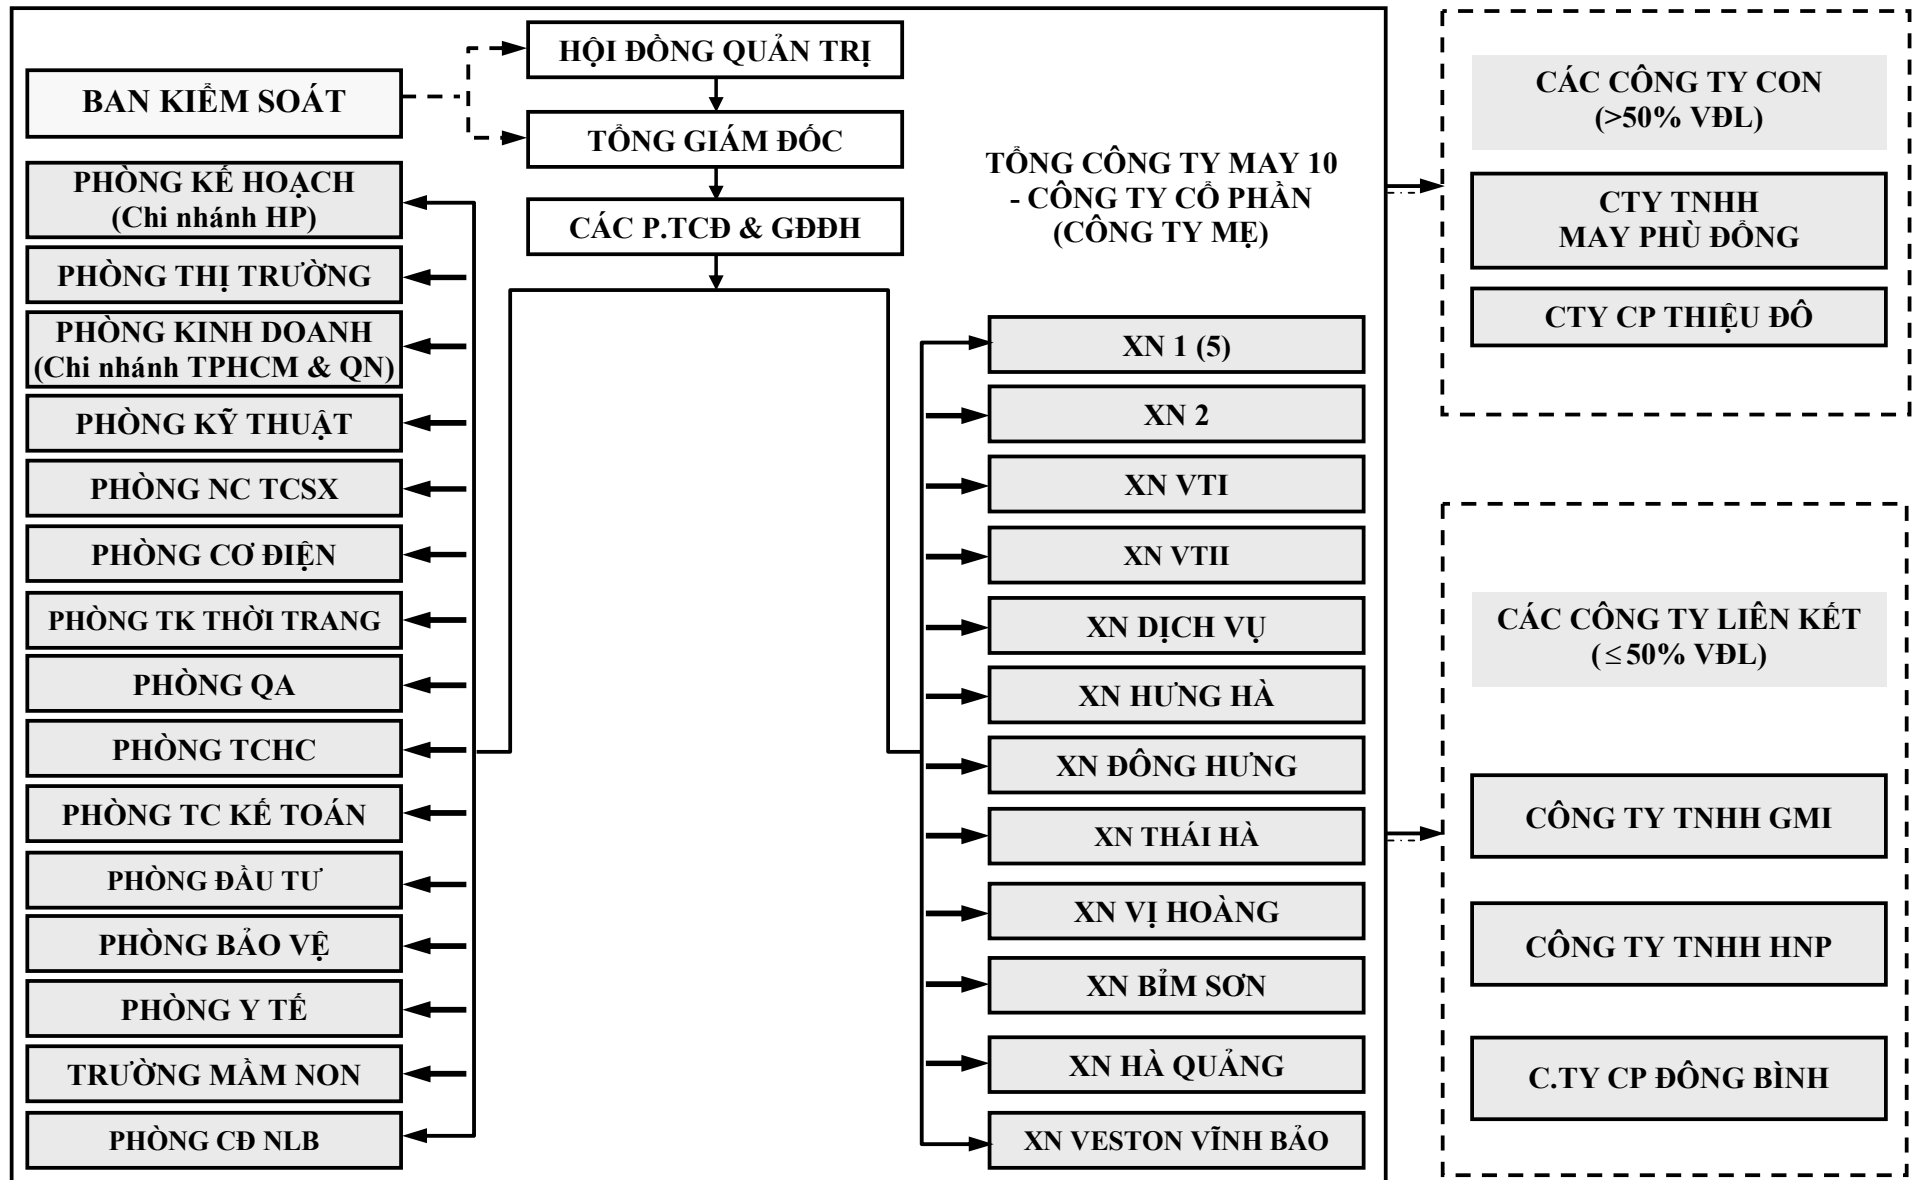 HỘI ĐỒNG QUẢN TRỊ
BAN KIỂM SOÁT
TỔNG GIÁM ĐỐC
CÁC P.TCĐ & GĐĐH
TỔNG CÔNG TY MAY 10
- CÔNG TY CỔ PHẦN
(CÔNG TY MẸ)
PHÒNG KẾ HOẠCH
(Chi nhánh HP)
PHÒNG THỊ TRƯỜNG
PHÒNG KINH DOANH
(Chi nhánh TPHCM & QN)
PHÒNG KỸ THUẬT
PHÒNG NC TCSX
PHÒNG CƠ ĐIỆN
PHÒNG TK THỜI TRANG
PHÒNG QA
PHÒNG TCHC
PHÒNG TC KẾ TOÁN
PHÒNG ĐẦU TƯ
PHÒNG BẢO VỆ
PHÒNG Y TẾ
TRƯỜNG MẦM NON
PHÒNG CĐ NLB
XN 1 (5)
XN 2
XN VTI
XN VTII
XN DỊCH VỤ
XN HƯNG HÀ
XN ĐÔNG HƯNG
XN THÁI HÀ
XN VỊ HOÀNG
XN BỈM SƠN
XN HÀ QUẢNG
XN VESTON VĨNH BẢO
CÁC CÔNG TY CON
(>50% VĐL)
CTY TNHH
MAY PHÙ ĐỔNG
CTY CP THIỆU ĐÔ
CÁC CÔNG TY LIÊN KẾT
(≤50% VĐL)
CÔNG TY TNHH GMI
CÔNG TY TNHH HNP
C.TY CP ĐÔNG BÌNH